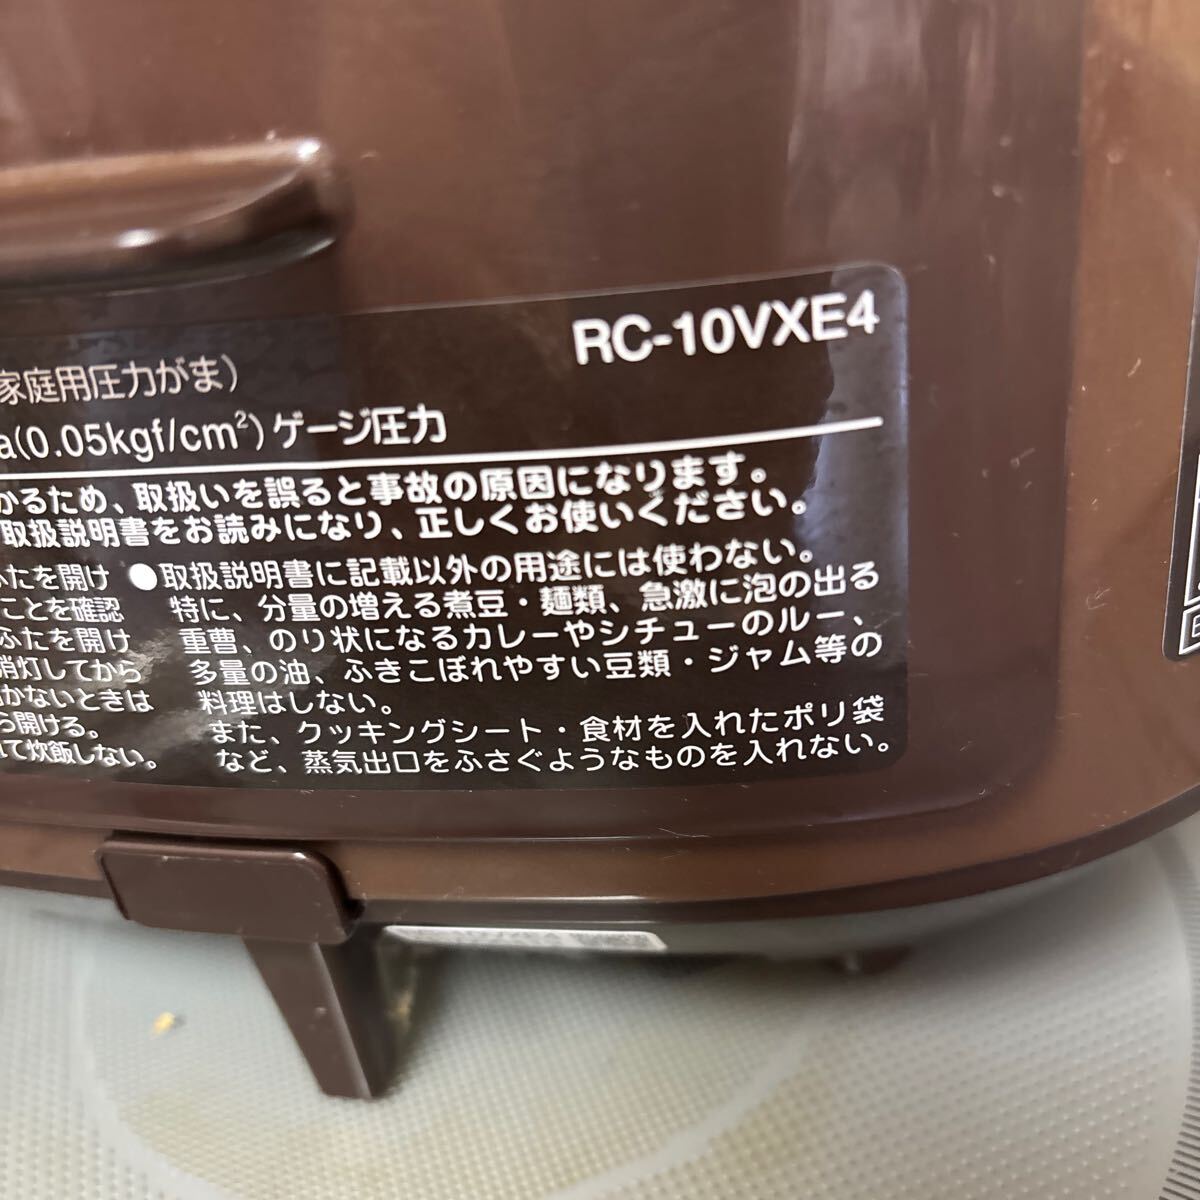 RC-10VXE4
家庭用圧力がま)
a(0.05kgf/cm²)ゲージ圧力
かるため、取扱いを誤ると事故の原因になります。
取扱説明書をお読みになり、正しくお使いください。
ふたを開け
ことを確認
ふたを開け
消灯してから
かないときは
ら開ける。
れて炊飯しない。
●取扱説明書に記載以外の用途には使わない。
特に、分量の増える煮豆・麺類、急激に泡の出る
重曹、のり状になるカレーやシチューのルー、
多量の油、ふきこぼれやすい豆類・ジャム等の
料理はしない。
また、クッキングシート・食材を入れたポリ袋
など、蒸気出口をふさぐようなものを入れない。